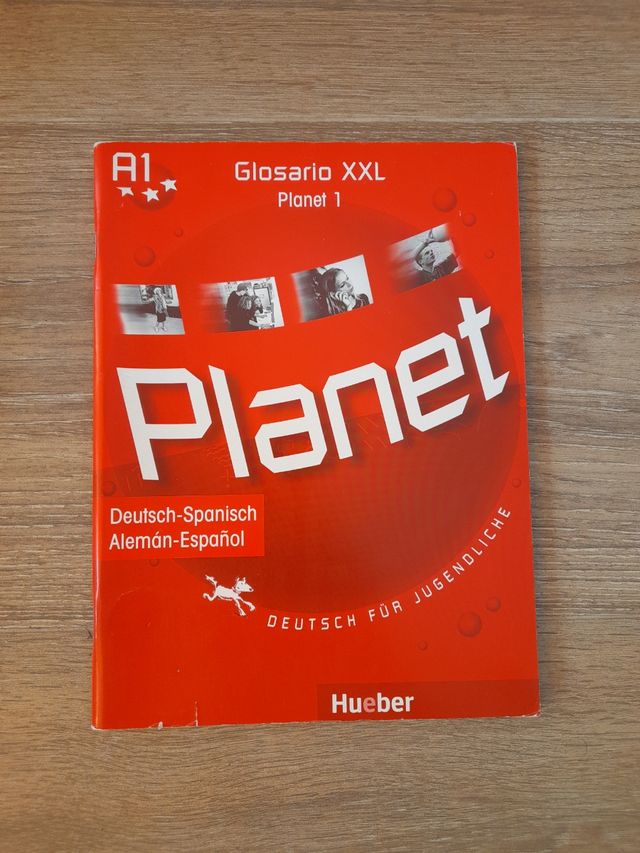 A1
Glosario XXL
Planet 1
Planet
Deutsch-Spanisch
Alemán-Español
DEUTSCH FÜR JUGENDLICHE
Hueber